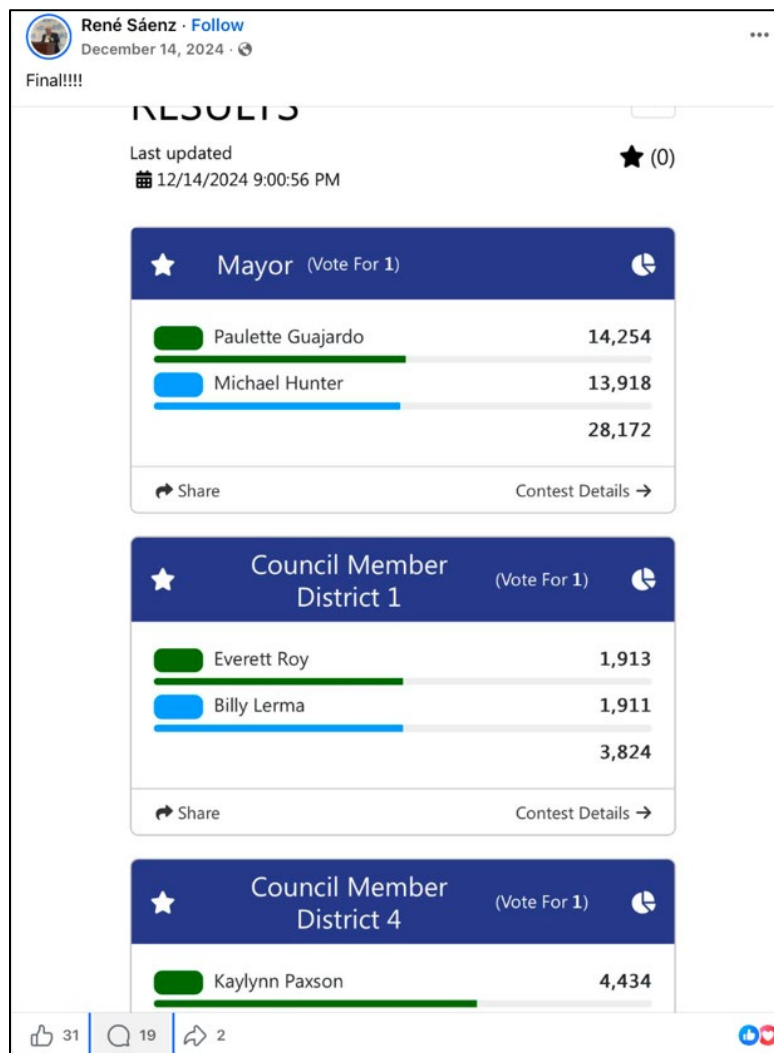 René Sáenz · Follow
December 14, 2024 ·
Final!!!!
RESULTS
Last updated
(0)
12/14/2024 9:00:56 PM
Mayor (Vote For 1)
Paulette Guajardo 14,254
Michael Hunter 13,918
28,172
Share Contest Details →
Council Member
District 1
(Vote For 1)
Everett Roy 1,913
Billy Lerma 1,911
3,824
Share Contest Details →
Council Member
District 4
(Vote For 1)
Kaylynn Paxson 4,434
31 19 2